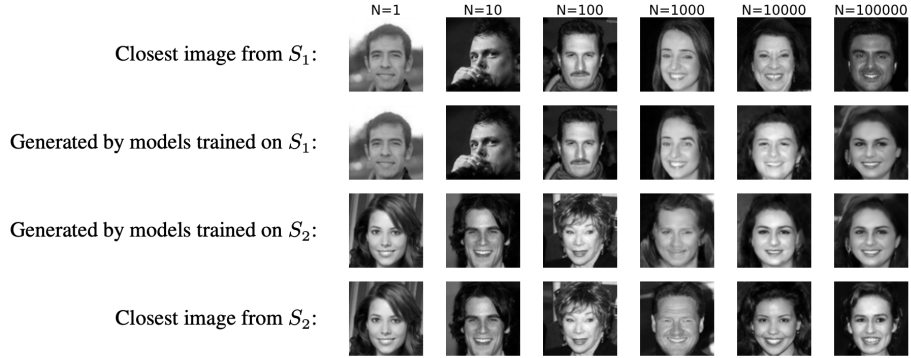 N=1 N=10 N=100 N=1000 N=10000 N=100000
Closest image from S₁:
Generated by models trained on S₁:
Generated by models trained on S₂:
Closest image from S₂: